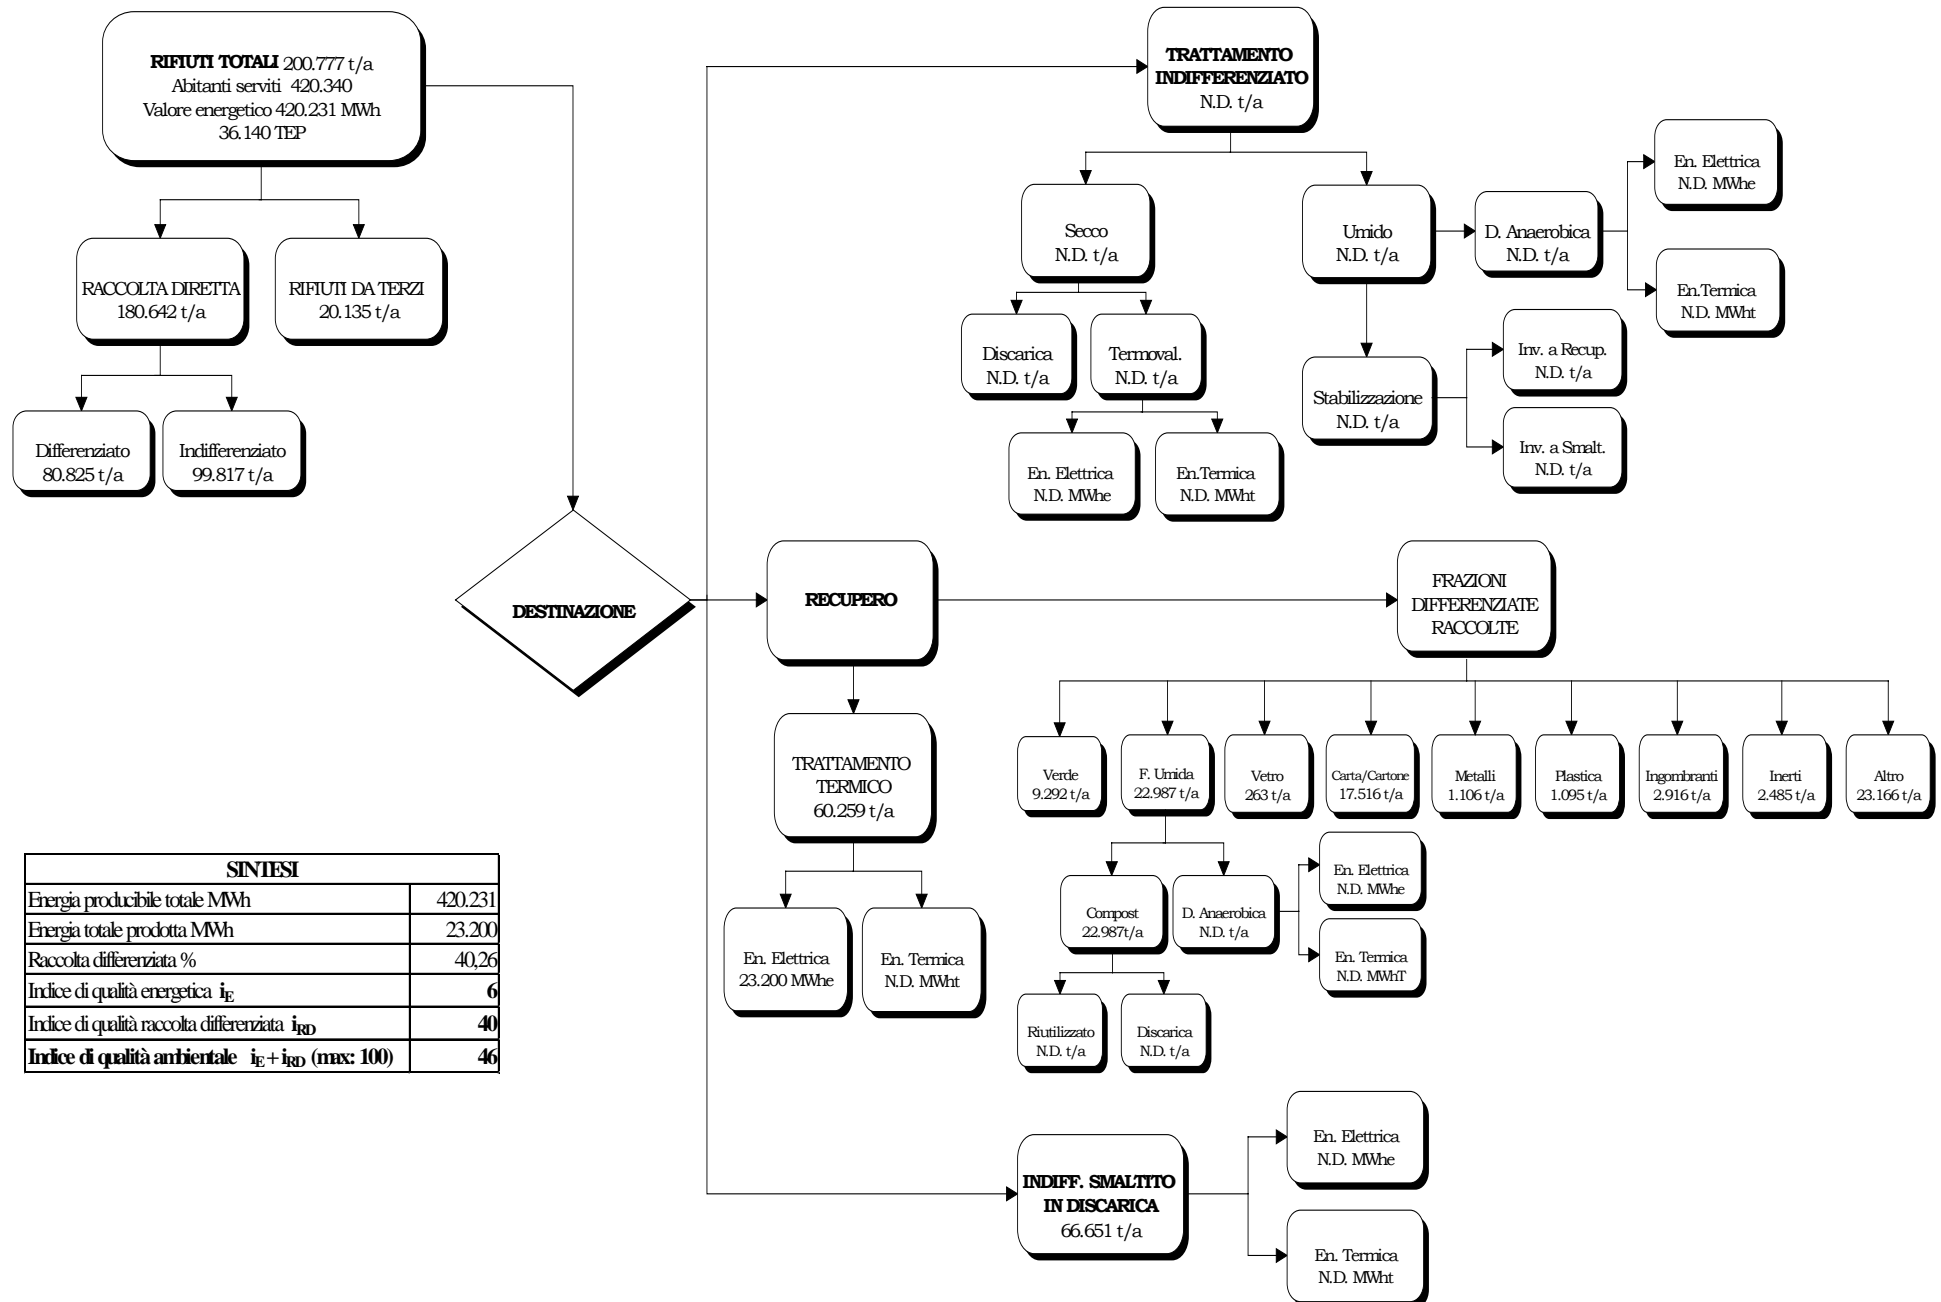 RIFIUTI TOTALI 200.777 t/a
Abitanti serviti 420.340
Valore energetico 420.231 MWh
36.140 TEP
RACCOLTA DIRETTA
180.642 t/a
RIFIUTI DA TERZI
20.135 t/a
Differenziato
80.825 t/a
Indifferenziato
99.817 t/a
DESTINAZIONE
TRATTAMENTO
INDIFFERENZIATO
N.D. t/a
Secco
N.D. t/a
Umido
N.D. t/a
D. Anaerobica
N.D. t/a
En. Elettrica
N.D. MWhe
En.Termica
N.D. MWht
Discarica
N.D. t/a
Termoval.
N.D. t/a
Stabilizzazione
N.D. t/a
Inv. a Recup.
N.D. t/a
Inv. a Smalt.
N.D. t/a
En. Elettrica
N.D. MWhe
En.Termica
N.D. MWht
RECUPERO
FRAZIONI
DIFFERENZIATE
RACCOLTE
TRATTAMENTO
TERMICO
60.259 t/a
En. Elettrica
23.200 MWhe
En. Termica
N.D. MWht
Verde
9.292 t/a
F. Umida
22.987 t/a
Vetro
263 t/a
Carta/Cartone
17.516 t/a
Metalli
1.106 t/a
Plastica
1.095 t/a
Ingombranti
2.916 t/a
Inerti
2.485 t/a
Altro
23.166 t/a
Compost
22.987t/a
D. Anaerobica
N.D. t/a
En. Elettrica
N.D. MWhe
En. Termica
N.D. MWhT
Riutilizzato
N.D. t/a
Discarica
N.D. t/a
INDIFF. SMALTITO
IN DISCARICA
66.651 t/a
En. Elettrica
N.D. MWhe
En. Termica
N.D. MWht
SINTESI
Energia producibile totale MWh 420.231
Energia totale prodotta MWh 23.200
Raccolta differenziata % 40,26
Indice di qualità energetica iE 6
Indice di qualità raccolta differenziata iRD 40
Indice di qualità ambientale iE + iRD (max: 100) 46